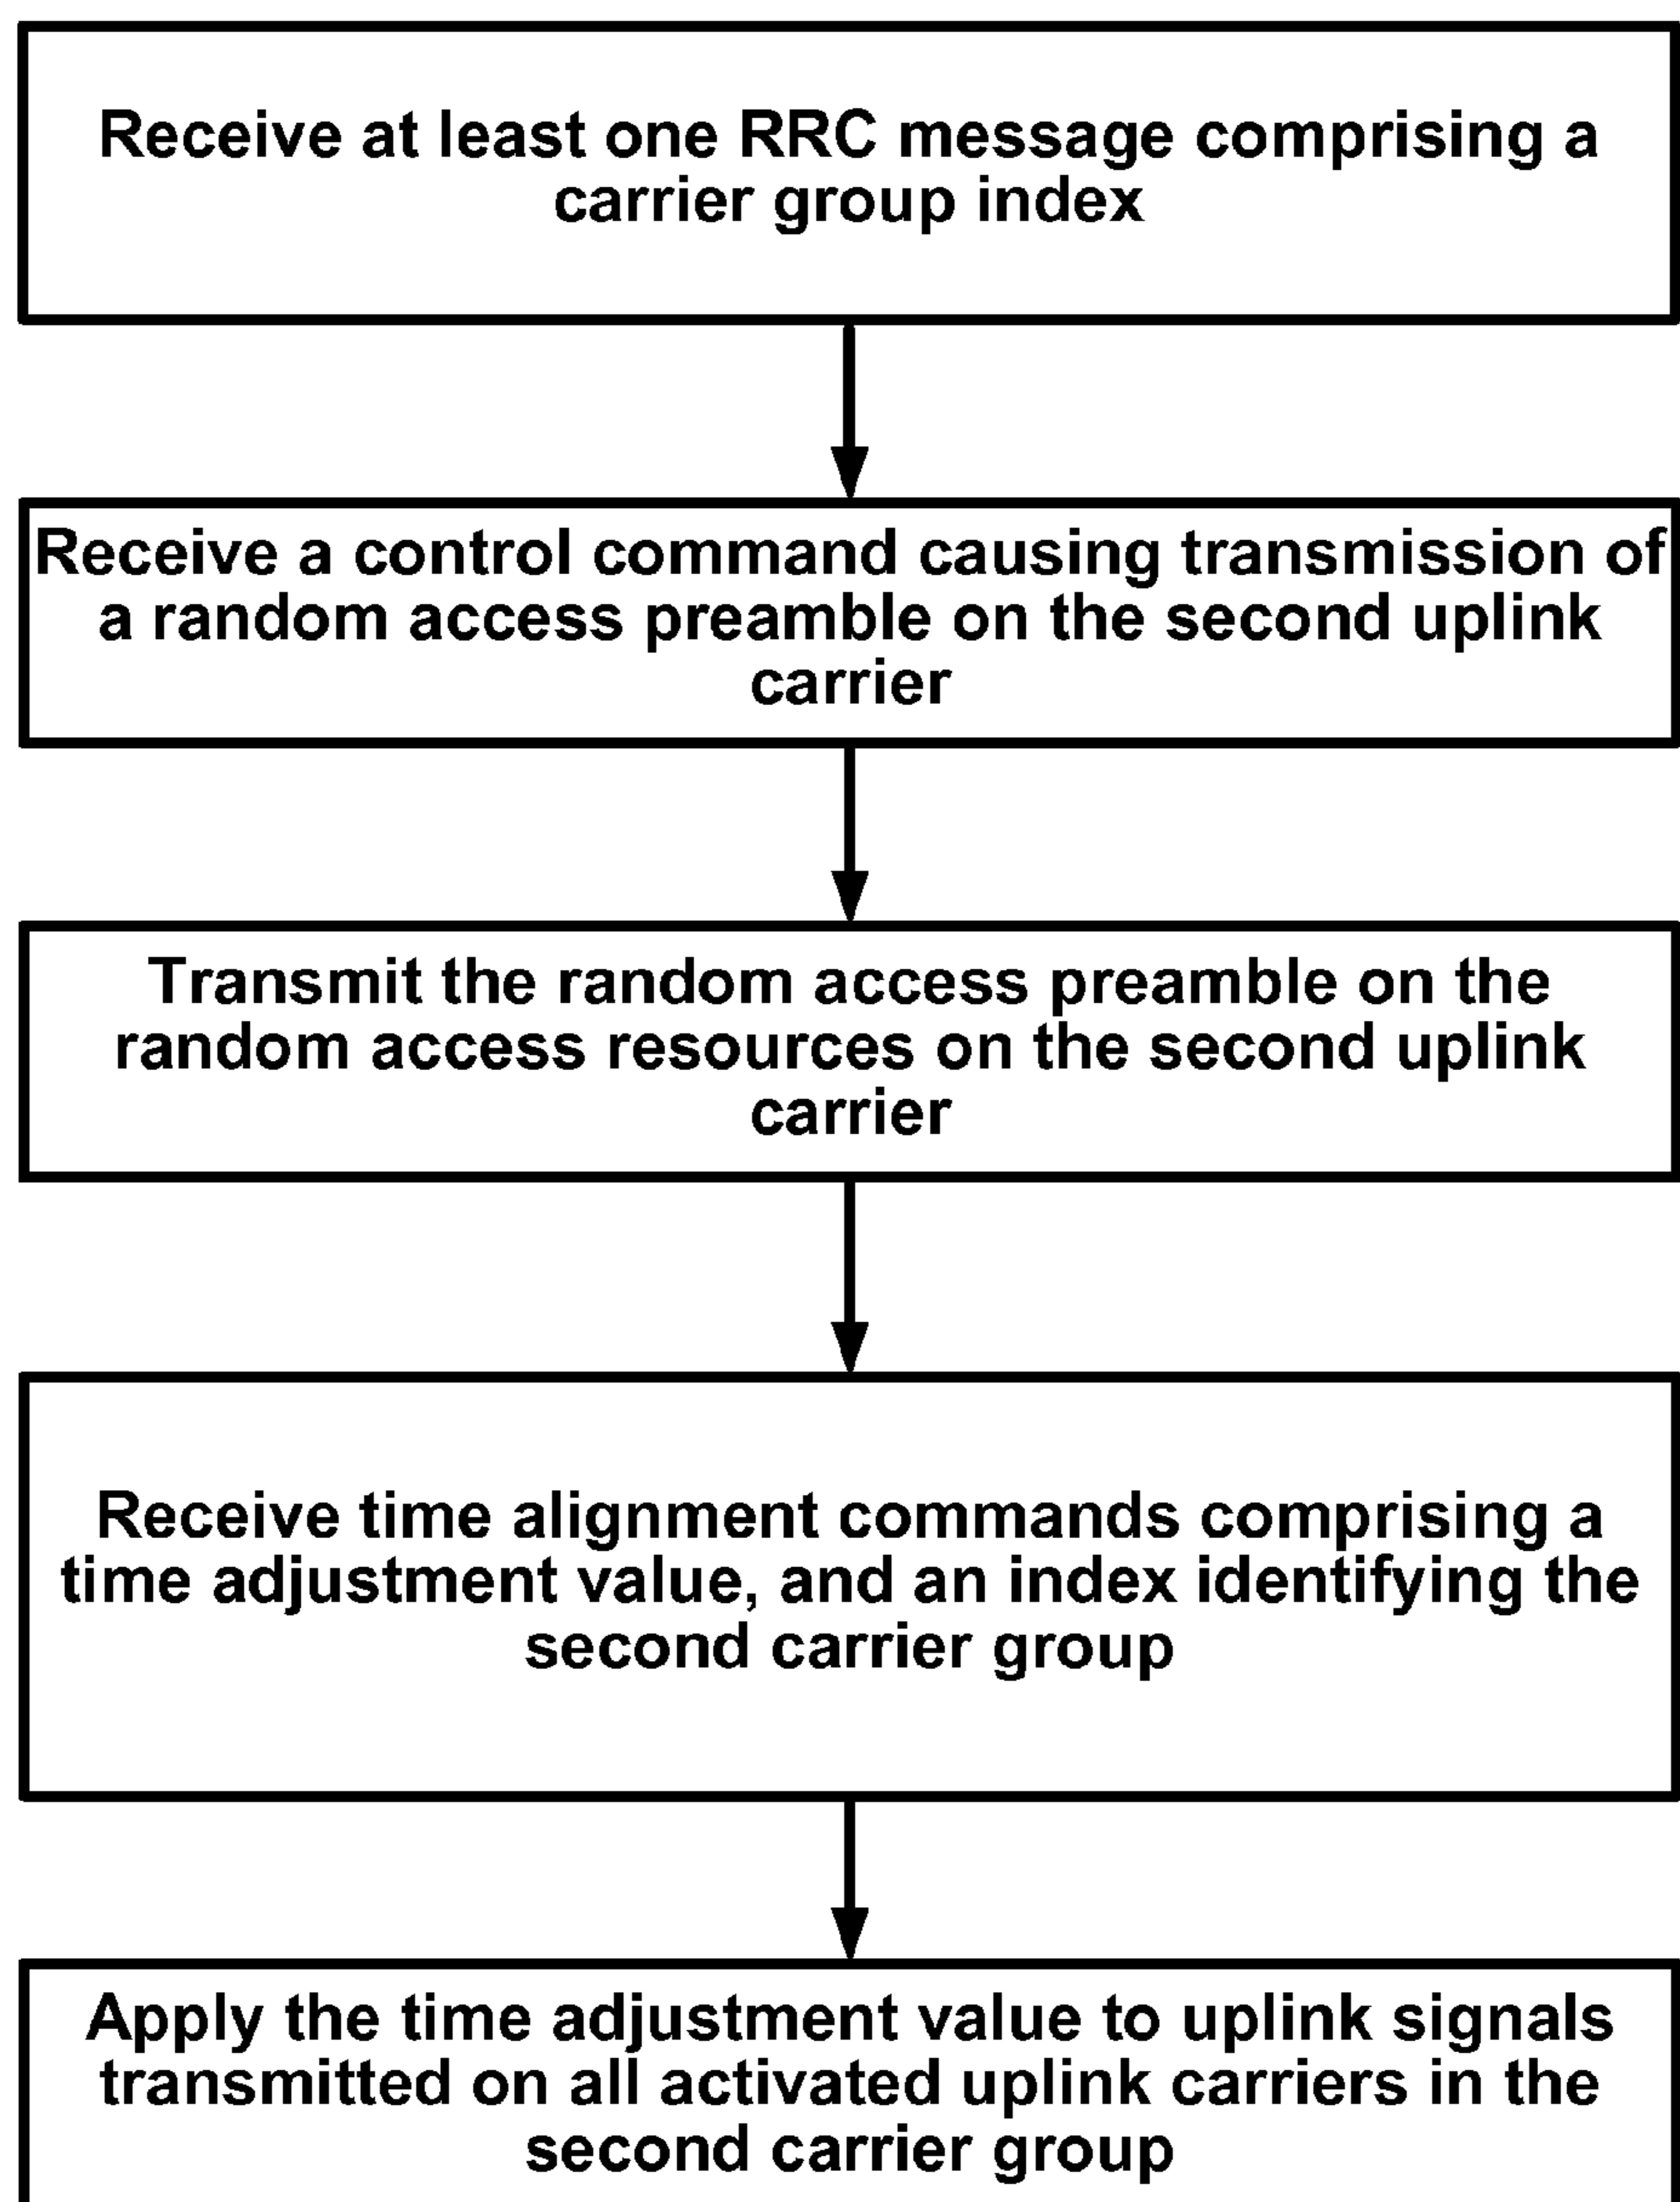 Receive at least one RRC message comprising a
carrier group index
Receive a control command causing transmission of
a random access preamble on the second uplink
carrier
Transmit the random access preamble on the
random access resources on the second uplink
carrier
Receive time alignment commands comprising a
time adjustment value, and an index identifying the
second carrier group
Apply the time adjustment value to uplink signals
transmitted on all activated uplink carriers in the
second carrier group